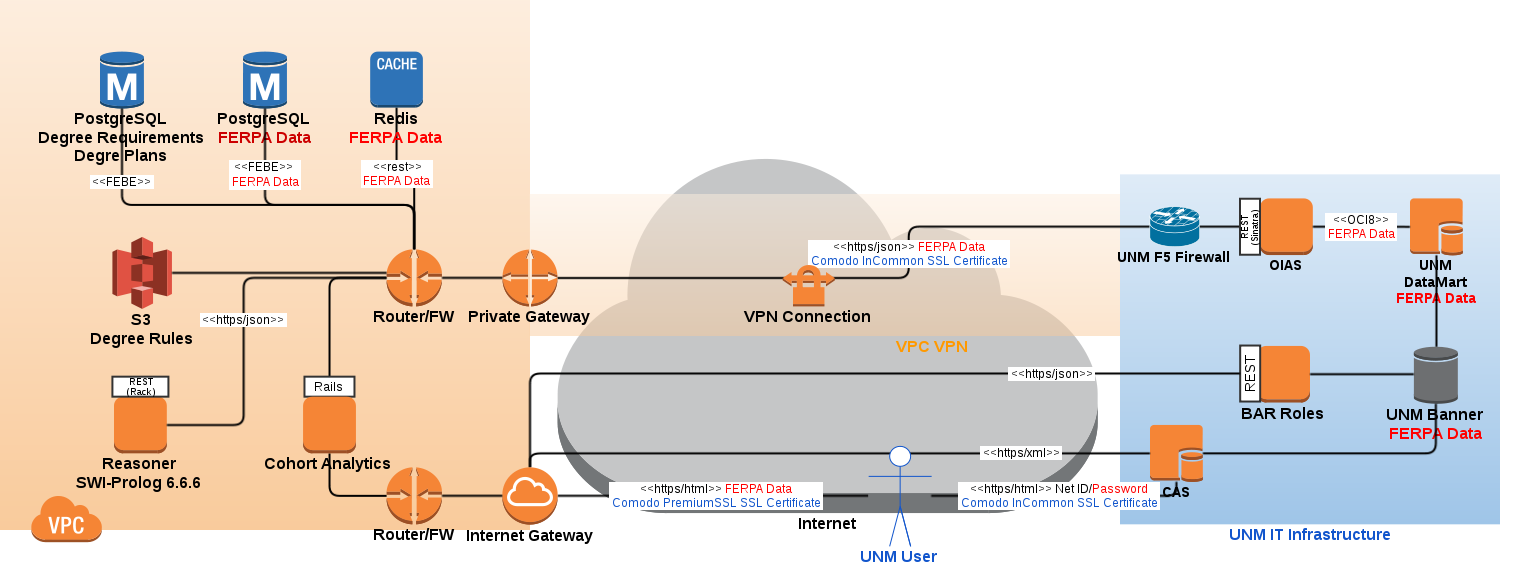 M
PostgreSQL
Degree Requirements
Degre Plans
<<FEBE>>
M
PostgreSQL
FERPA Data
<<FEBE>>
FERPA Data
CACHE
Redis
FERPA Data
<<rest>>
FERPA Data
S3
Degree Rules
<<https/json>>
Router/FW
Private Gateway
REST
(Rack)
Reasoner
SWI-Prolog 6.6.6
Rails
Cohort Analytics
Router/FW
Internet Gateway
VPC
<<https/json>> FERPA Data
Comodo InCommon SSL Certificate
VPN Connection
VPC VPN
<<https/json>>
<<https/xml>>
<<https/html>> FERPA Data
Comodo PremiumSSL SSL Certificate
<<https/html>> Net ID/Password
Comodo InCommon SSL Certificate
Internet
UNM User
UNM F5 Firewall
REST
(Sinatra)
OIAS
<<OCI8>>
FERPA Data
UNM
DataMart
FERPA Data
REST
BAR Roles
UNM Banner
FERPA Data
CAS
UNM IT Infrastructure